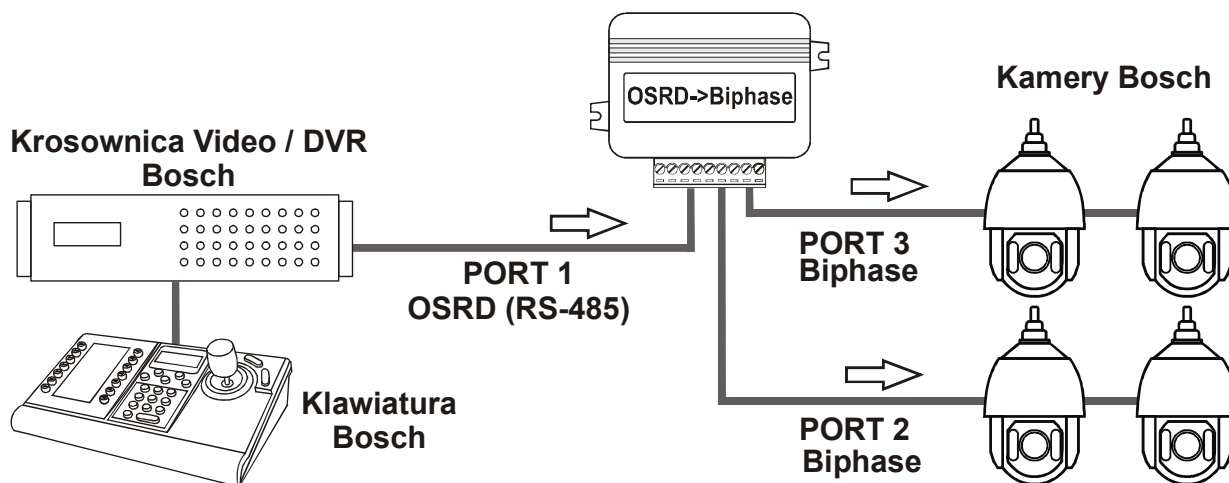 OSRD->Biphase
Kamery Bosch
Krosownica Video / DVR
Bosch
PORT 1
OSRD (RS-485)
PORT 3
Biphase
Klawiatura
Bosch
PORT 2
Biphase